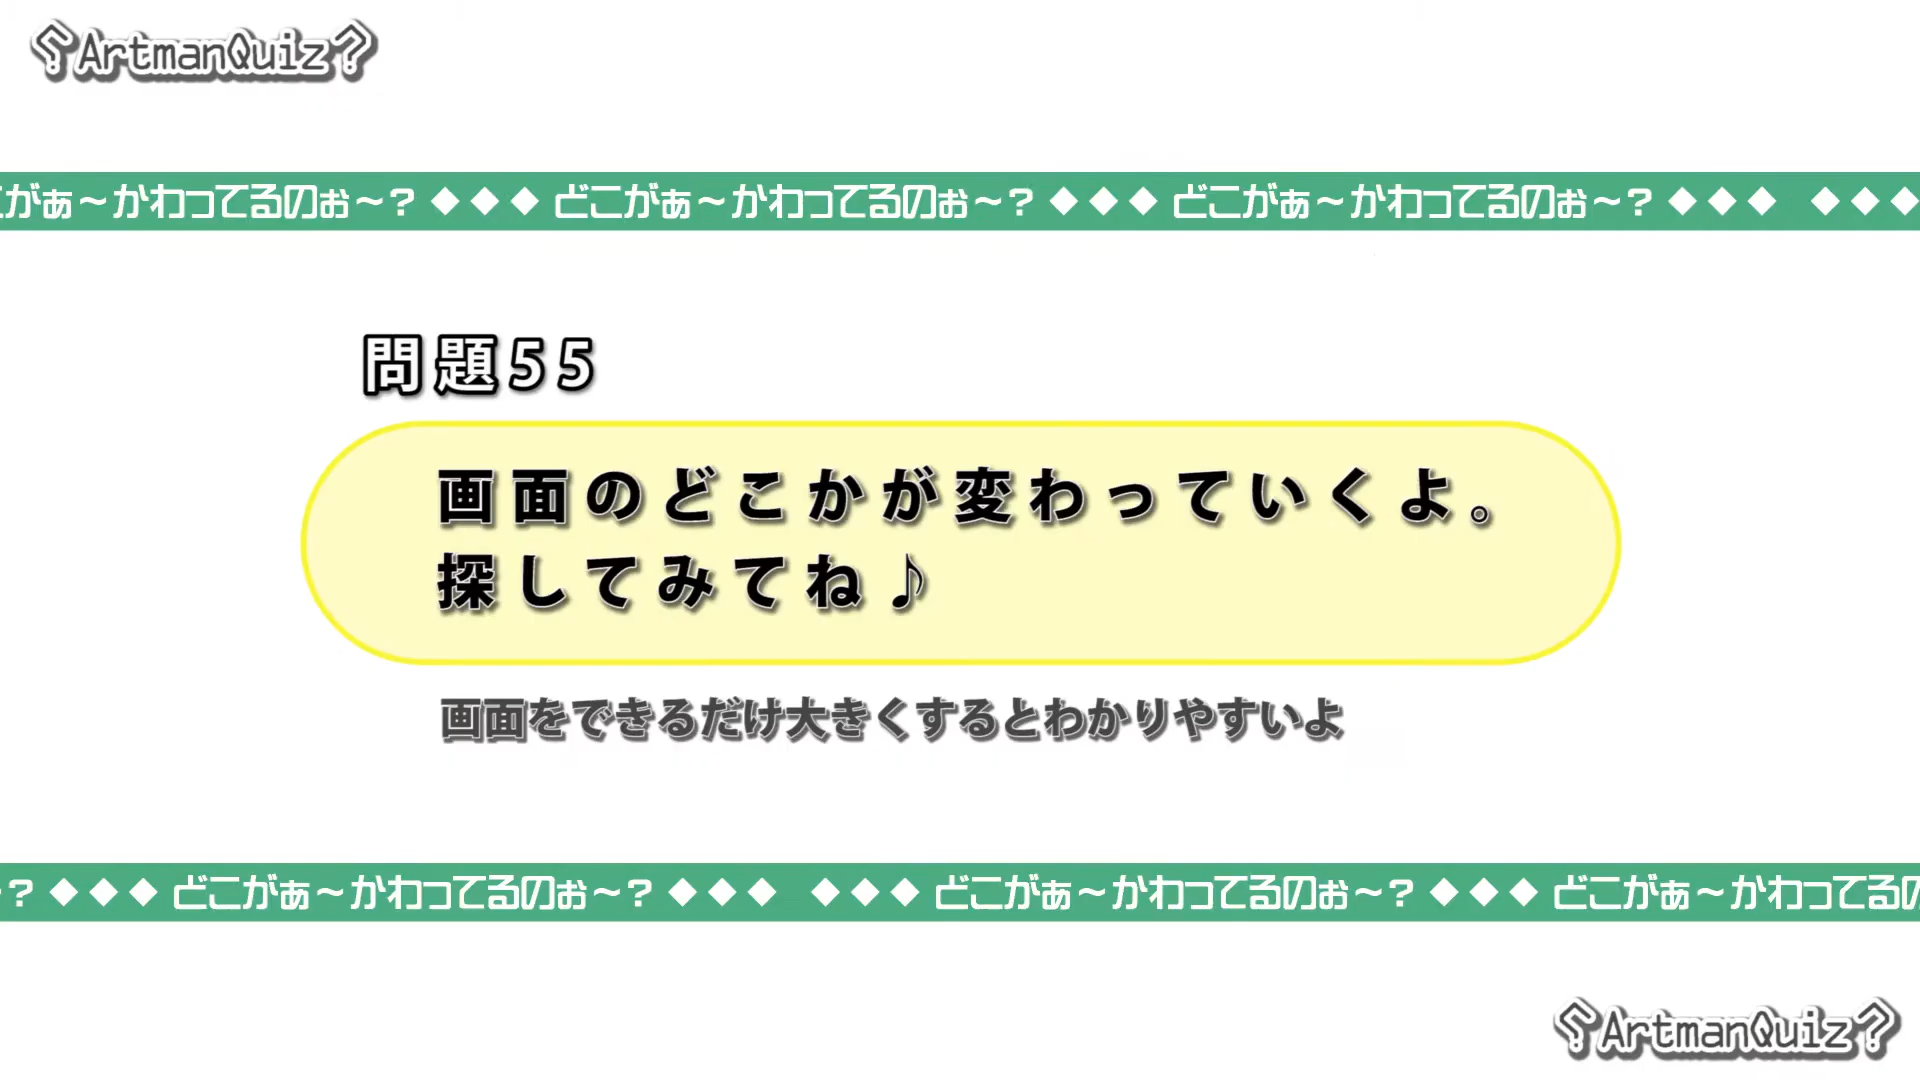 ?ArtmanQuiz?
がぁ~かわってるのぉ~? ◆◆◆ どこがぁ~かわってるのぉ~? ◆◆◆ どこがぁ~かわってるのぉ~? ◆◆◆ ◆◆◆
問題55
画面のどこかが変わっていくよ。
探してみてね♪
画面をできるだけ大きくするとわかりやすいよ
~? ◆◆◆ どこがぁ~かわってるのぉ~? ◆◆◆ ◆◆◆ どこがぁ~かわってるのぉ~? ◆◆◆ どこがぁ~かわってるの
?ArtmanQuiz?